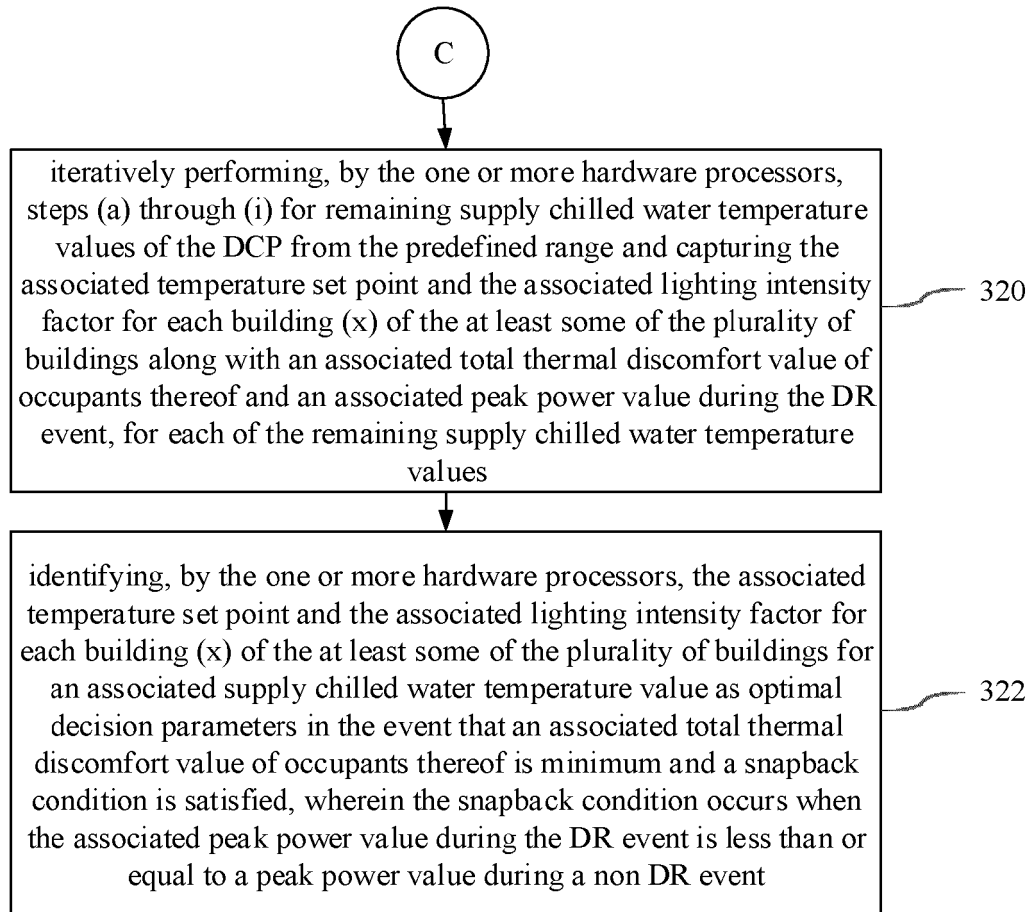 C
iteratively performing, by the one or more hardware processors,
steps (a) through (i) for remaining supply chilled water temperature
values of the DCP from the predefined range and capturing the
associated temperature set point and the associated lighting intensity
factor for each building (x) of the at least some of the plurality of
buildings along with an associated total thermal discomfort value of
occupants thereof and an associated peak power value during the DR
event, for each of the remaining supply chilled water temperature
values
320
identifying, by the one or more hardware processors, the associated
temperature set point and the associated lighting intensity factor for
each building (x) of the at least some of the plurality of buildings for
an associated supply chilled water temperature value as optimal
decision parameters in the event that an associated total thermal
discomfort value of occupants thereof is minimum and a snapback
condition is satisfied, wherein the snapback condition occurs when
the associated peak power value during the DR event is less than or
equal to a peak power value during a non DR event
322